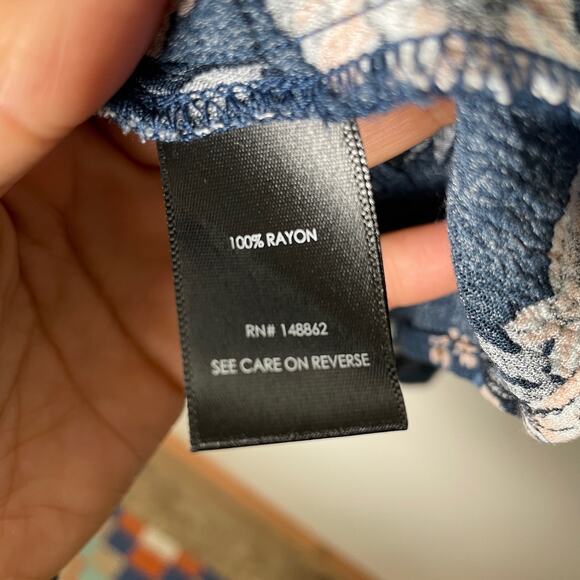 100% RAYON
RN# 148862
SEE CARE ON REVERSE